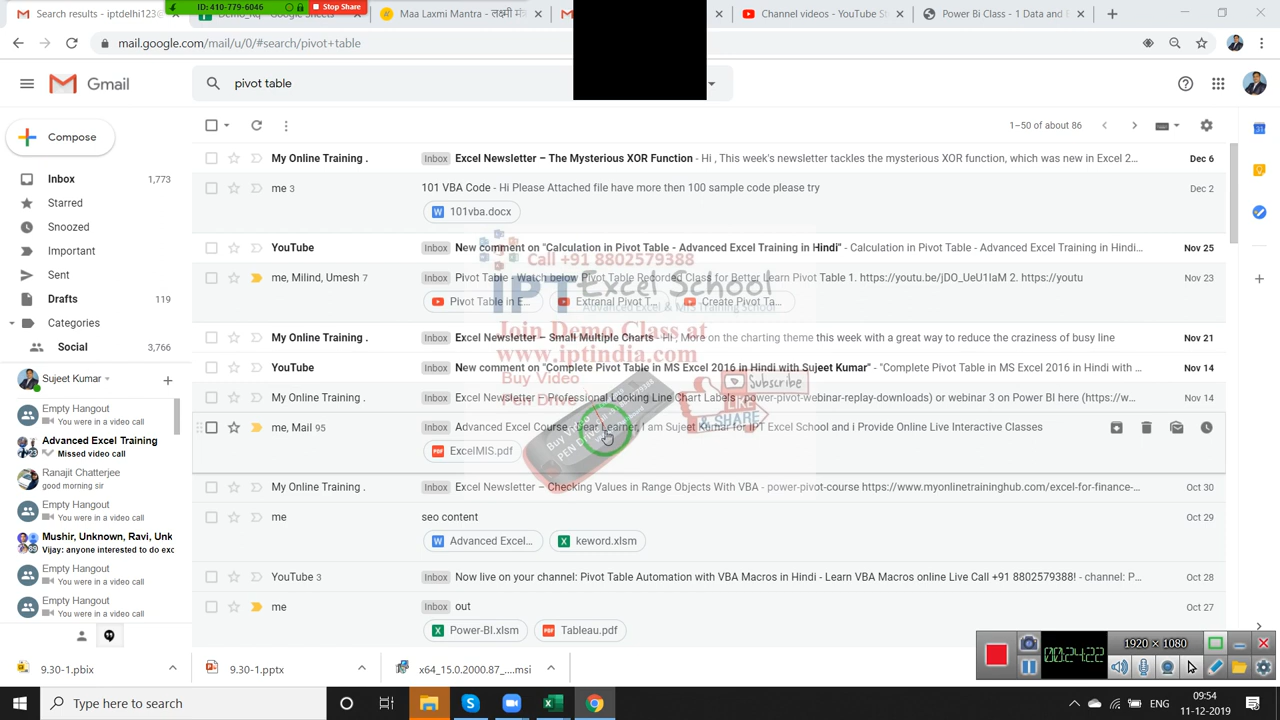 Search results - iptdelhi123@
ID: 410-779-6046
Stop Share
Demo_Rq
Maa Laxmi Mantra - लक्ष्मी मं
Channel videos - YouTube St
Power Bi Class - 1 Data and E
mail.google.com/mail/u/0/#search/pivot+table
Gmail
pivot table
Compose
1–50 of about 86
Inbox 1,773
Starred
Snoozed
Important
Sent
Drafts 119
Categories
Social 3,766
Sujeet Kumar
Empty Hangout
You were in a video call
Advanced Excel Training
Missed video call
Ranajit Chatterjee
good morning sir
Empty Hangout
You were in a video call
Mushir, Unknown, Ravi, Unk
Vijay: anyone interested to do exc
Empty Hangout
You were in a video call
Empty Hangout
You were in a video call
My Online Training . Inbox Excel Newsletter – The Mysterious XOR Function - Hi , This week's newsletter tackles the mysterious XOR function, which was new in Excel 2… Dec 6
me 3 101 VBA Code - Hi Please Attached file have more then 100 sample code please try Dec 2
101vba.docx
YouTube Inbox New comment on "Calculation in Pivot Table - Advanced Excel Training in Hindi" - Calculation in Pivot Table - Advanced Excel Training in Hindi… Nov 25
me, Milind, Umesh 7 Inbox Pivot Table - Watch below Pivot Table Recorded Class for Better Learn Pivot Table 1. https://youtu.be/jDO_UeU1IaM 2. https://youtu Nov 23
Pivot Table in E… Extranal Pivot T… Create Pivot Ta…
My Online Training . Inbox Excel Newsletter – Small Multiple Charts - Hi , More on the charting theme this week with a great way to reduce the craziness of busy line Nov 21
YouTube Inbox New comment on "Complete Pivot Table in MS Excel 2016 in Hindi with Sujeet Kumar" - "Complete Pivot Table in MS Excel 2016 in Hindi with … Nov 14
My Online Training . Inbox Excel Newsletter – Professional Looking Line Chart Labels - power-pivot-webinar-replay-downloads) or webinar 3 on Power BI here (https://w… Nov 14
me, Mail 95 Inbox Advanced Excel Course - Dear Learner, I am Sujeet Kumar for IPT Excel School and i Provide Online Live Interactive Classes
ExcelMIS.pdf
My Online Training . Inbox Excel Newsletter – Checking Values in Range Objects With VBA - power-pivot-course https://www.myonlinetraininghub.com/excel-for-finance-… Oct 30
me seo content Oct 29
Advanced Excel… keword.xlsm
YouTube 3 Inbox Now live on your channel: Pivot Table Automation with VBA Macros in Hindi - Learn VBA Macros online Live Call +91 8802579388! - channel: P… Oct 28
me Inbox out Oct 27
Power-BI.xlsm Tableau.pdf
Call +91 8802579388
IPT Excel School
Advanced Excel & MIS Training School
Join Demo Class at
www.iptindia.com
Buy Video
Pen Drive
Subscribe
LIKE
& SHARE
1920 × 1080
00:24:22
9.30-1.pbix
9.30-1.pptx
x64_15.0.2000.87_....msi
Type here to search
ENG
09:54
11-12-2019